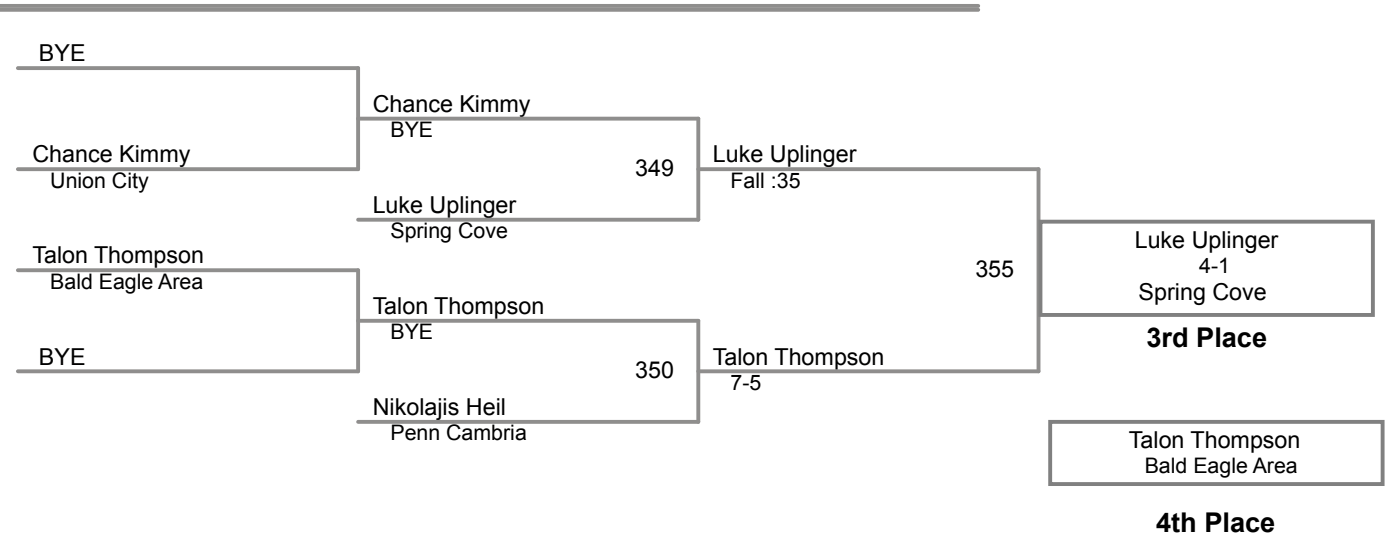 BYE
Chance Kimmy
BYE
Chance Kimmy
Union City
349
Luke Uplinger
Fall :35
Luke Uplinger
Spring Cove
Talon Thompson
Bald Eagle Area
355
Luke Uplinger
4-1
Spring Cove
3rd Place
Talon Thompson
BYE
BYE
350
Talon Thompson
7-5
Nikolajis Heil
Penn Cambria
Talon Thompson
Bald Eagle Area
4th Place